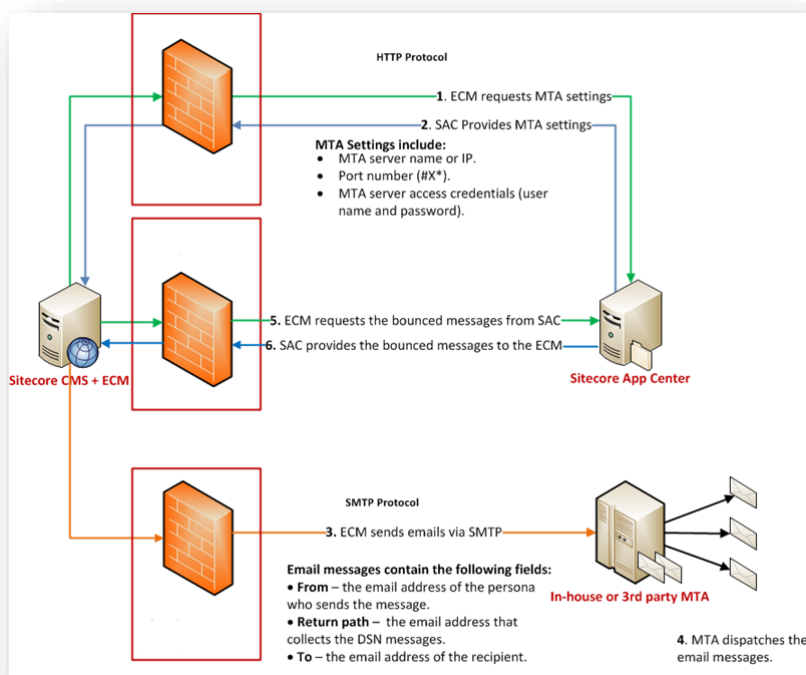 HTTP Protocol
1. ECM requests MTA settings
2. SAC Provides MTA settings
MTA Settings include:
• MTA server name or IP.
• Port number (#X*).
• MTA server access credentials (user
name and password).
5. ECM requests the bounced messages from SAC
6. SAC provides the bounced messages to the ECM
Sitecore CMS + ECM
Sitecore App Center
SMTP Protocol
3. ECM sends emails via SMTP
Email messages contain the following fields:
• From – the email address of the persona
who sends the message.
• Return path – the email address that
collects the DSN messages.
• To – the email address of the recipient.
In-house or 3rd party MTA
4. MTA dispatches the
email messages.